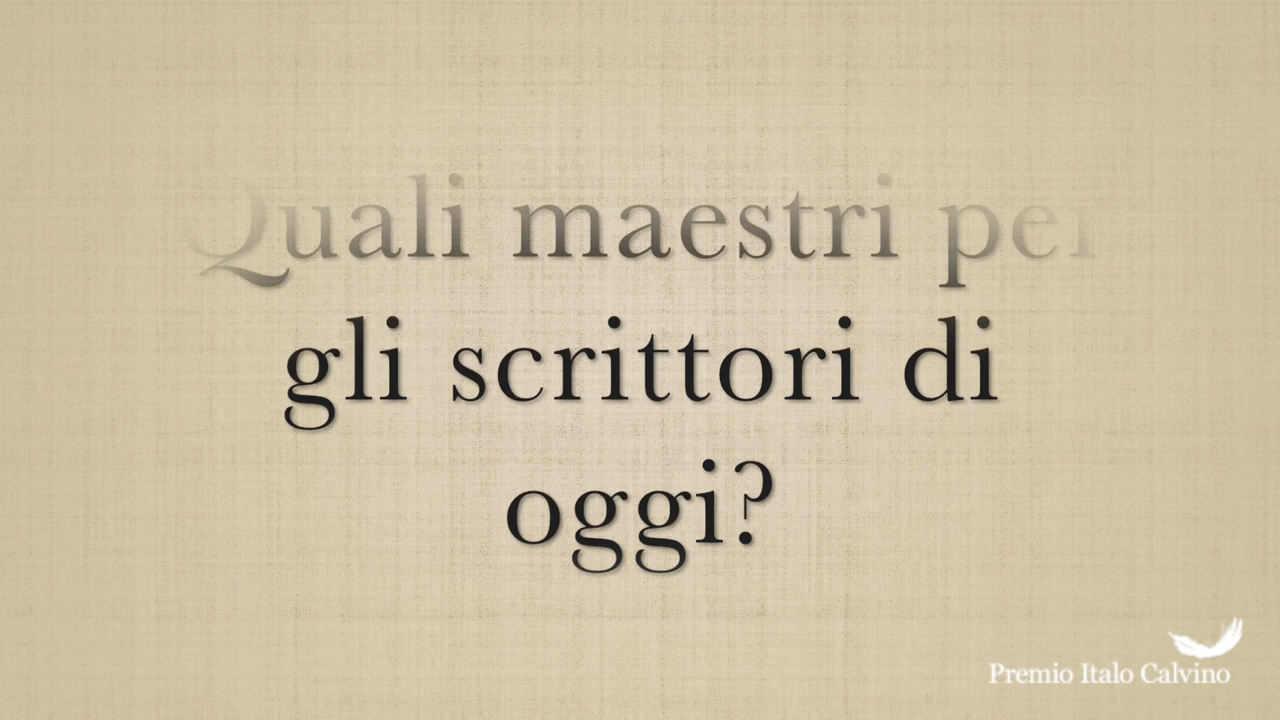 Quali maestri per
gli scrittori di
oggi?
Premio Italo Calvino